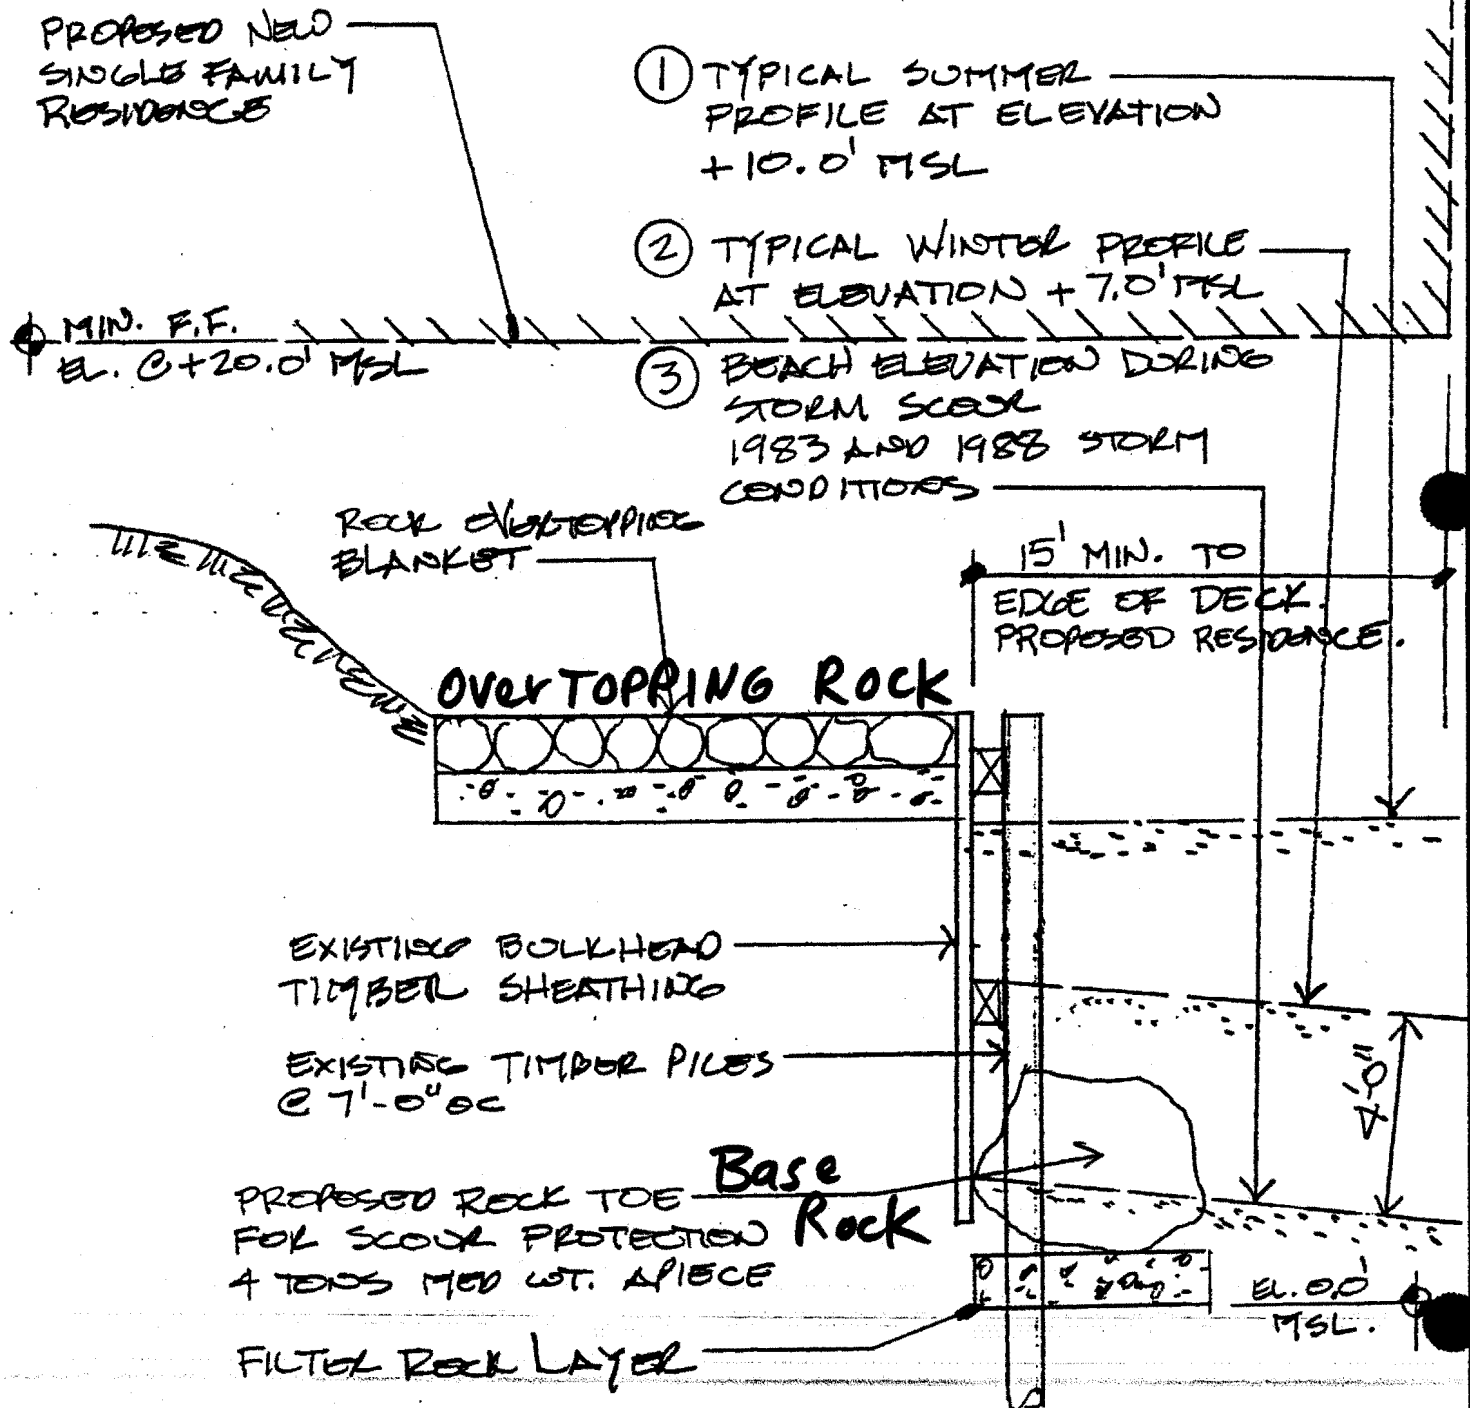 PROPOSED NEW
SINGLE FAMILY
RESIDENCE
1 TYPICAL SUMMER
PROFILE AT ELEVATION
+10.0' MSL
2 TYPICAL WINTER PROFILE
AT ELEVATION +7.0' MSL
MIN. F.F.
EL. @ +20.0' MSL
3 BEACH ELEVATION DURING
STORM SCOUR
1983 AND 1988 STORM
CONDITIONS
ROCK OVERTOPPING
BLANKET
15' MIN. TO
EDGE OF DECK.
PROPOSED RESIDENCE.
OverTOPPING ROCK
EXISTING BULKHEAD
TIMBER SHEATHING
EXISTING TIMBER PILES
@ 7'-0" OC
4'-0"
PROPOSED ROCK TOE
FOR SCOUR PROTECTION
4 TONS MED WT. APIECE
Base
Rock
EL. 0.0'
MSL.
FILTER ROCK LAYER